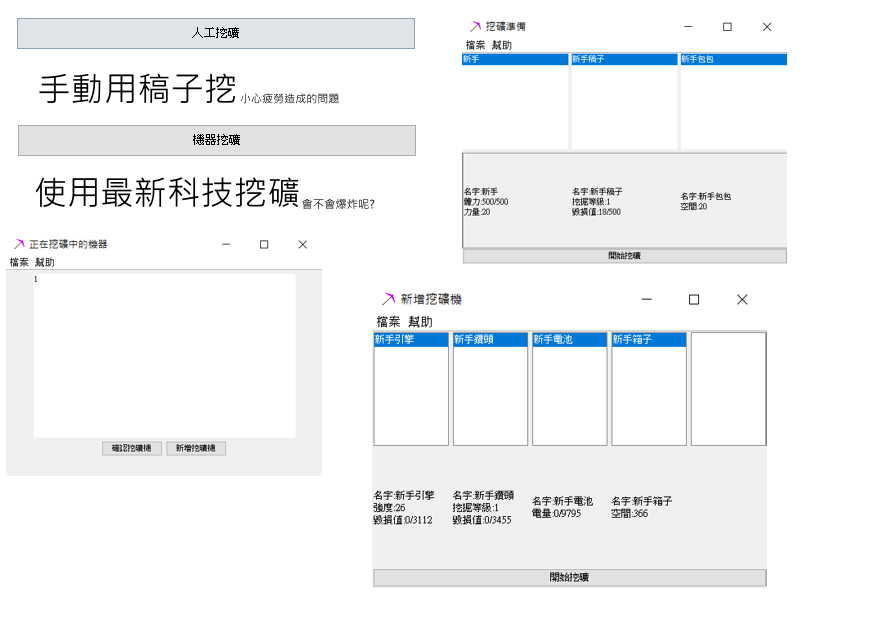 人工挖礦
手動用稿子挖 小心疲勞造成的問題
機器挖礦
使用最新科技挖礦 會不會爆炸呢?
正在挖礦中的機器
檔案 幫助
1
確認挖礦機 新增挖礦機
挖礦準備
檔案 幫助
新手 新手稿子 新手包包
名字:新手
體力:500/500
力量:20
名字:新手稿子
挖掘等級:1
毀損值:18/500
名字:新手包包
空間:20
開始挖礦
新增挖礦機
檔案 幫助
新手引擎 新手鑽頭 新手電池 新手箱子
名字:新手引擎
強度:26
毀損值:0/3112
名字:新手鑽頭
挖掘等級:1
毀損值:0/3455
名字:新手電池
電量:0/9795
名字:新手箱子
空間:366
開始挖礦